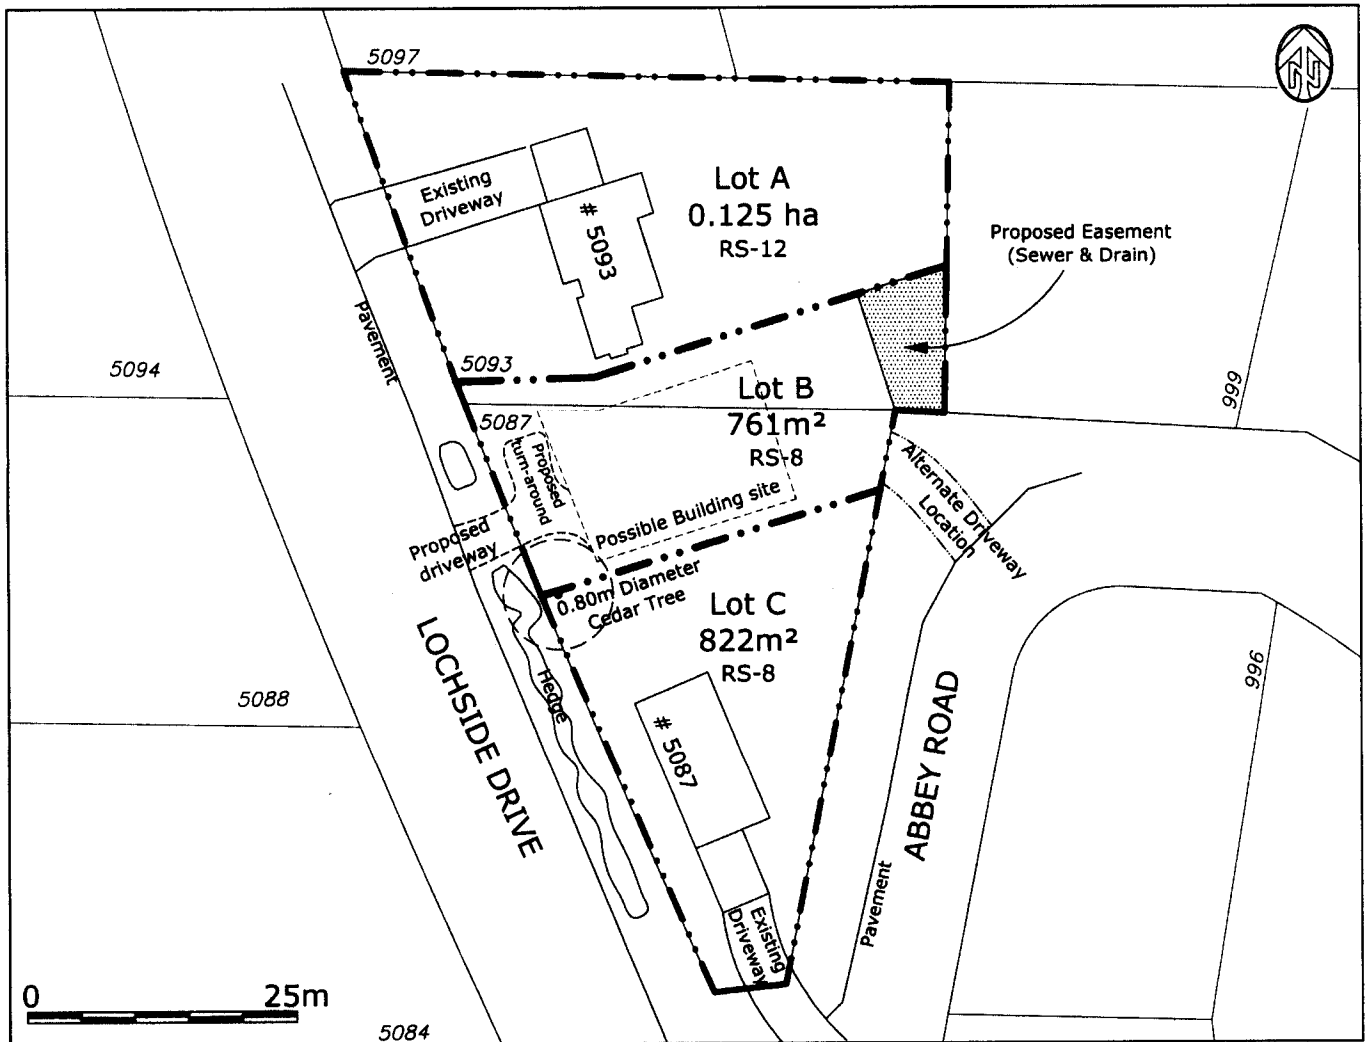 5097
Existing
Driveway
# 5093
Lot A
0.125 ha
RS-12
Proposed Easement
(Sewer & Drain)
Pavement
5094
5093
5087
Lot B
761m²
RS-8
999
Proposed
turn-around
Alternate Driveway
Location
Possible Building site
Proposed
driveway
0.80m Diameter
Cedar Tree
Lot C
822m²
RS-8
LOCHSIDE DRIVE
Hedge
5088
# 5087
ABBEY ROAD
996
Pavement
Existing
Driveway
0 25m
5084